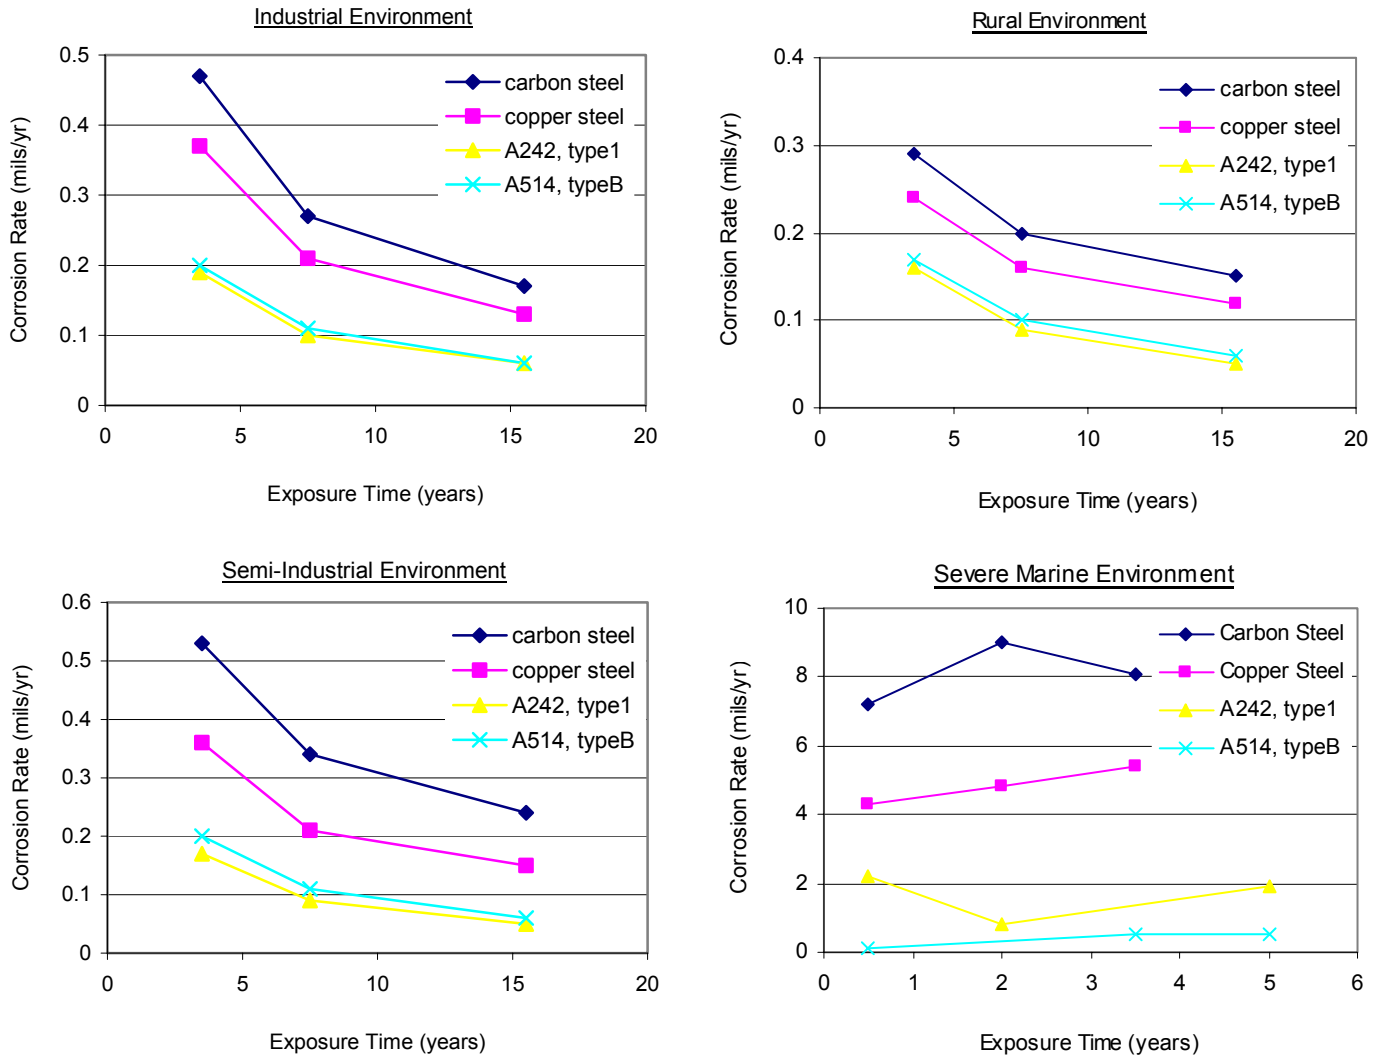 Industrial Environment
Corrosion Rate (mils/yr)
0.5
0.4
0.3
0.2
0.1
0
0 5 10 15 20
Exposure Time (years)
carbon steel
copper steel
A242, type1
A514, typeB
Rural Environment
Corrosion Rate (mils/yr)
0.4
0.3
0.2
0.1
0
0 5 10 15 20
Exposure Time (years)
carbon steel
copper steel
A242, type1
A514, typeB
Semi-Industrial Environment
Corrosion Rate (mils/yr)
0.6
0.5
0.4
0.3
0.2
0.1
0
0 5 10 15 20
Exposure Time (years)
carbon steel
copper steel
A242, type1
A514, typeB
Severe Marine Environment
Corrosion Rate (mils/yr)
10
8
6
4
2
0
0 1 2 3 4 5 6
Exposure Time (years)
Carbon Steel
Copper Steel
A242, type1
A514, typeB